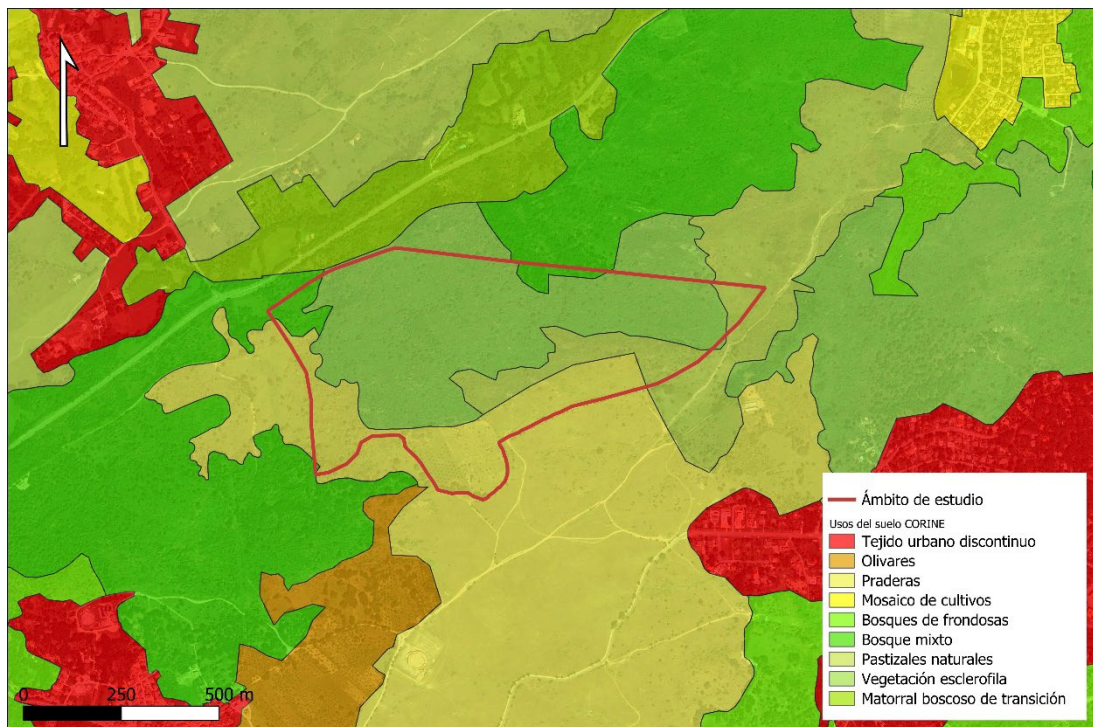 Ámbito de estudio
Usos del suelo CORINE
Tejido urbano discontinuo
Olivares
Praderas
Mosaico de cultivos
Bosques de frondosas
Bosque mixto
Pastizales naturales
Vegetación esclerofila
Matorral boscoso de transición
0 250 500 m